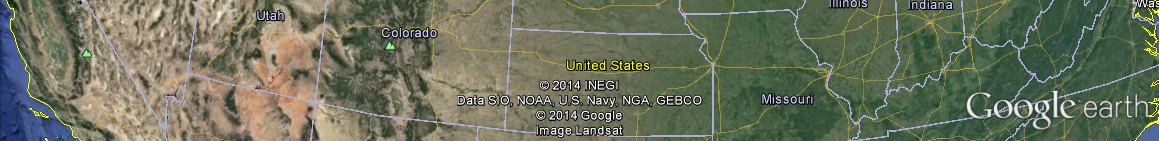 Illinois
Indiana
Was
Utah
Colorado
United States
© 2014 INEGI
Data SIO, NOAA, U.S. Navy, NGA, GEBCO
© 2014 Google
Image Landsat
Missouri
Google earth